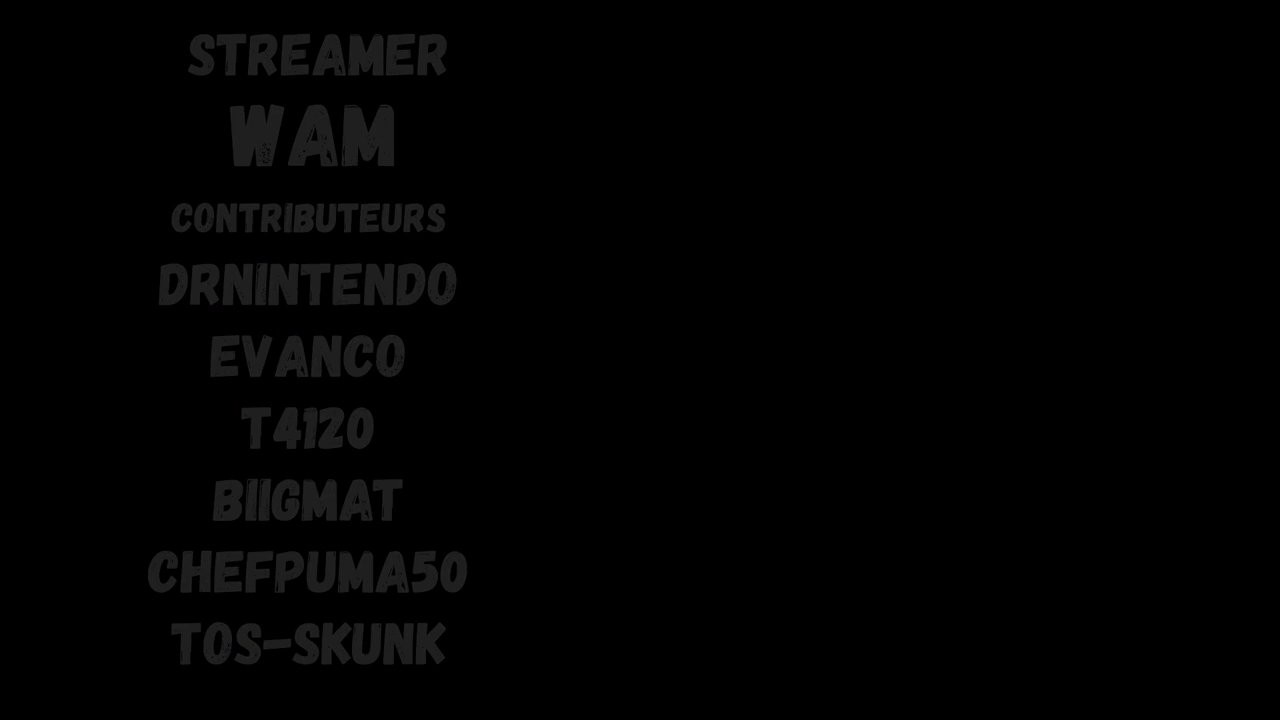 STREAMER
WAM
CONTRIBUTEURS
DRNINTENDO
EVANCO
T4120
BIIGMAT
CHEFPUMA50
TOS-SKUNK